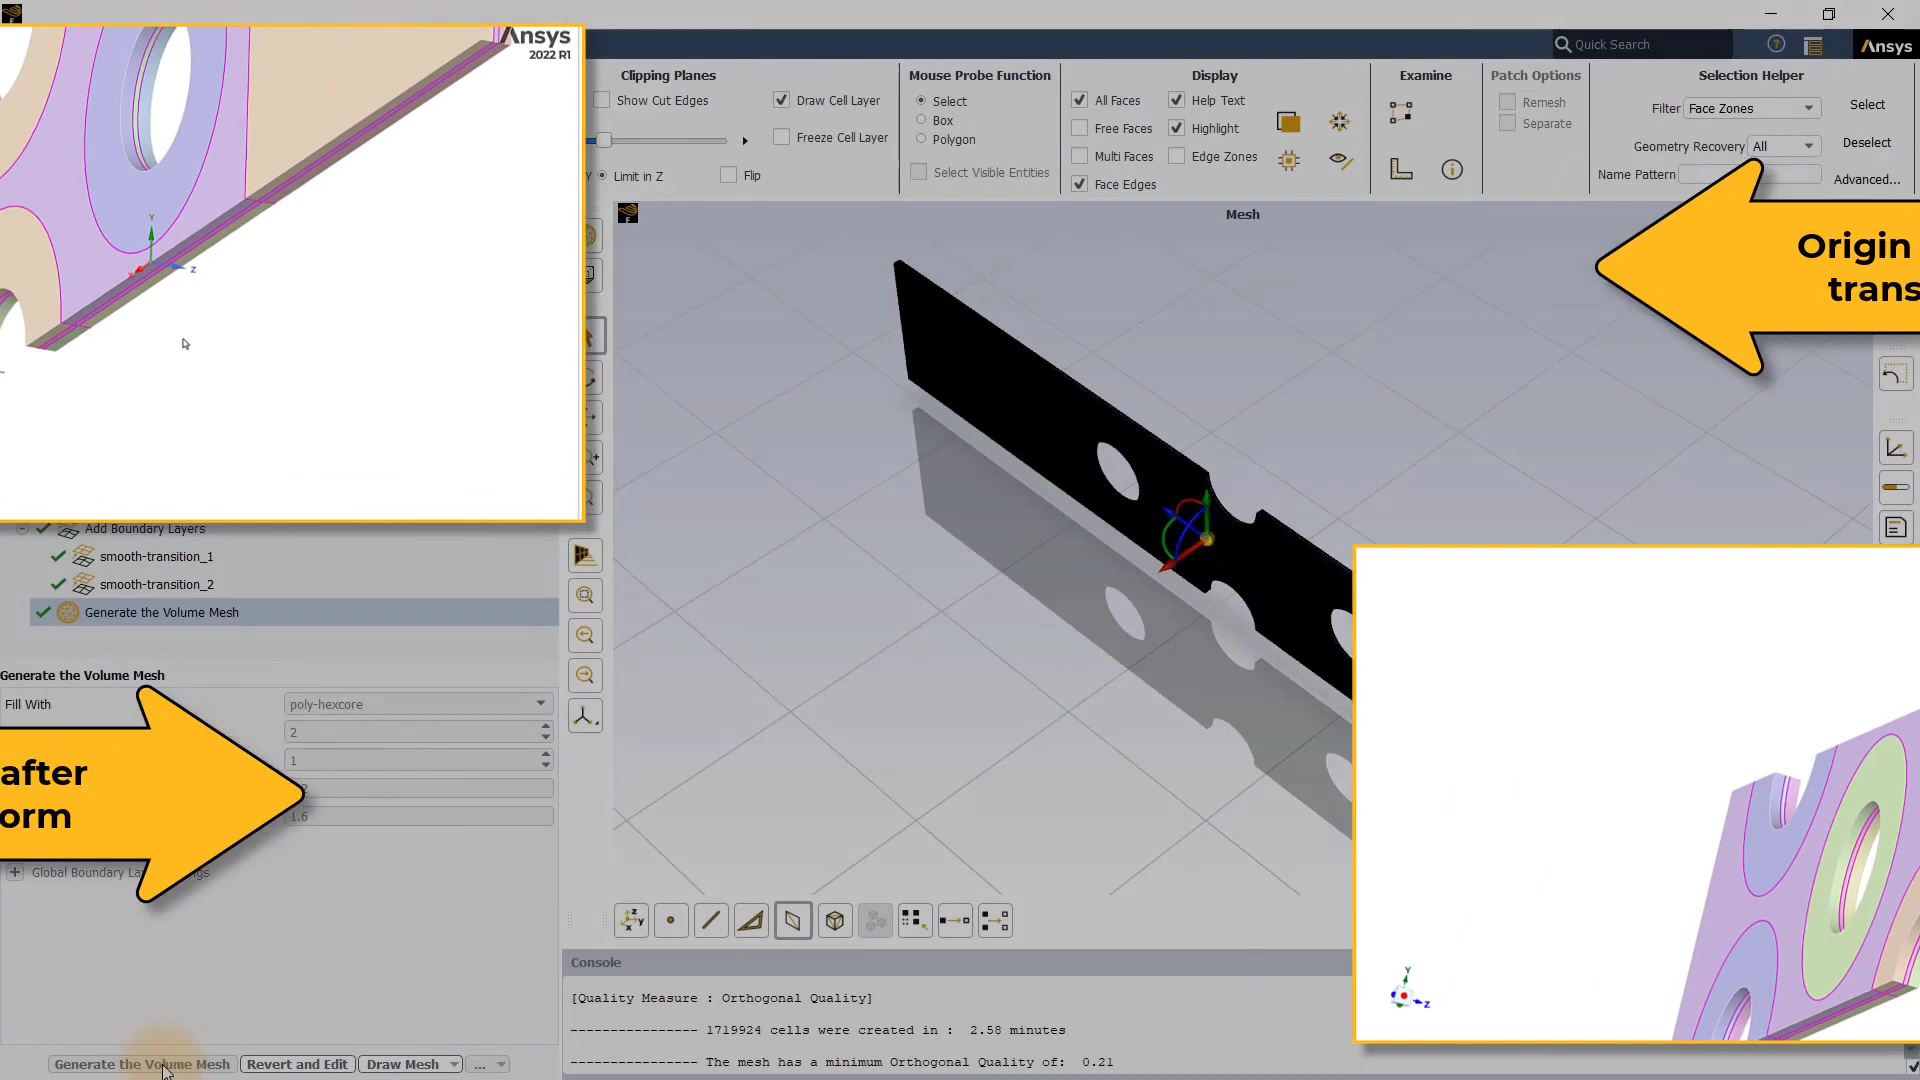 Ansys
2022 R1
Quick Search
Ansys
Clipping Planes
Show Cut Edges
Draw Cell Layer
Freeze Cell Layer
Y
Limit in Z
Flip
Mouse Probe Function
Select
Box
Polygon
Select Visible Entities
Display
All Faces
Help Text
Free Faces
Highlight
Multi Faces
Edge Zones
Face Edges
Examine
Patch Options
Remesh
Separate
Selection Helper
Filter Face Zones
Select
Geometry Recovery All
Deselect
Name Pattern
Advanced...
Mesh
Y
Z
Origin
trans
Add Boundary Layers
smooth-transition_1
smooth-transition_2
Generate the Volume Mesh
Generate the Volume Mesh
Fill With poly-hexcore
2
1
1.6
after
orm
Global Boundary La
gs
Generate the Volume Mesh
Revert and Edit
Draw Mesh
...
Console
[Quality Measure : Orthogonal Quality]
---------------- 1719924 cells were created in : 2.58 minutes
---------------- The mesh has a minimum Orthogonal Quality of: 0.21
Y
Z